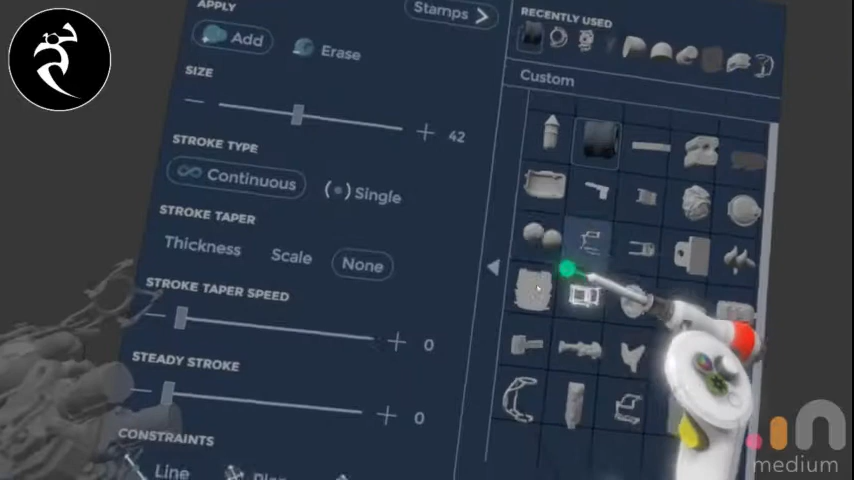 APPLY
Stamps
Add
Erase
SIZE
42
STROKE TYPE
Continuous
Single
STROKE TAPER
Thickness
Scale
None
STROKE TAPER SPEED
0
STEADY STROKE
0
CONSTRAINTS
Line
RECENTLY USED
Custom
in
medium